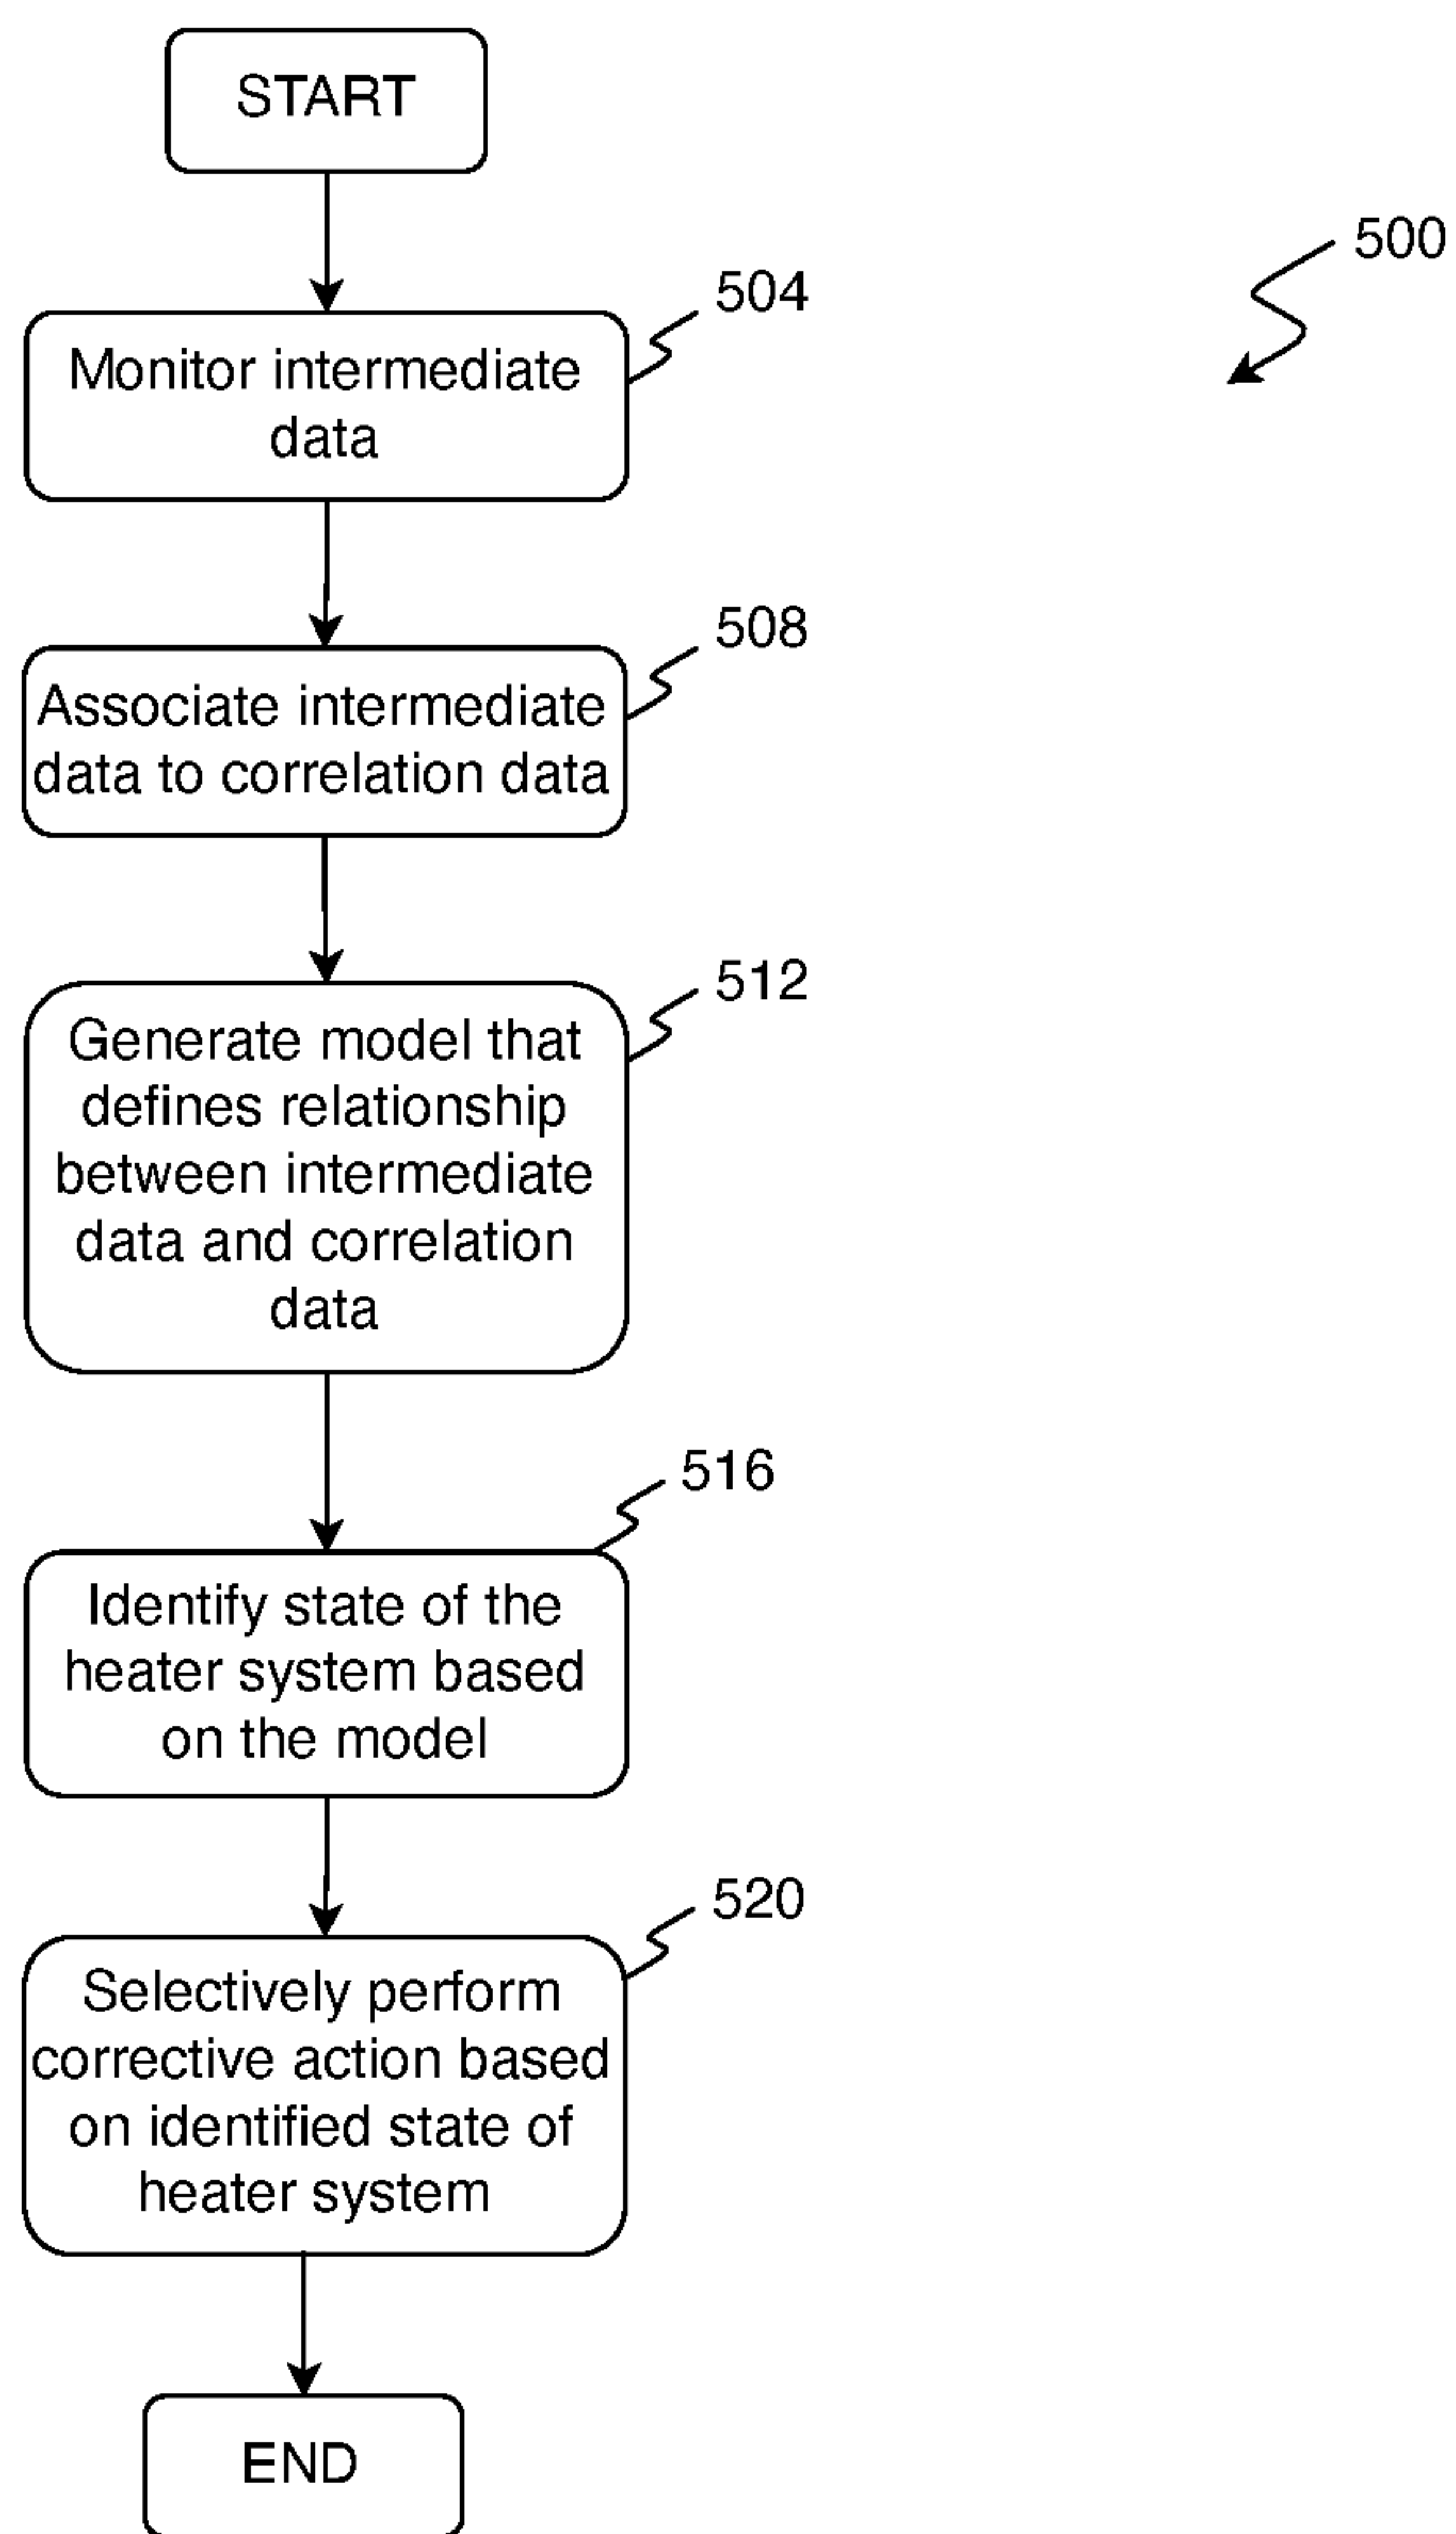 START
500
504
Monitor intermediate
data
508
Associate intermediate
data to correlation data
512
Generate model that
defines relationship
between intermediate
data and correlation
data
516
Identify state of the
heater system based
on the model
520
Selectively perform
corrective action based
on identified state of
heater system
END